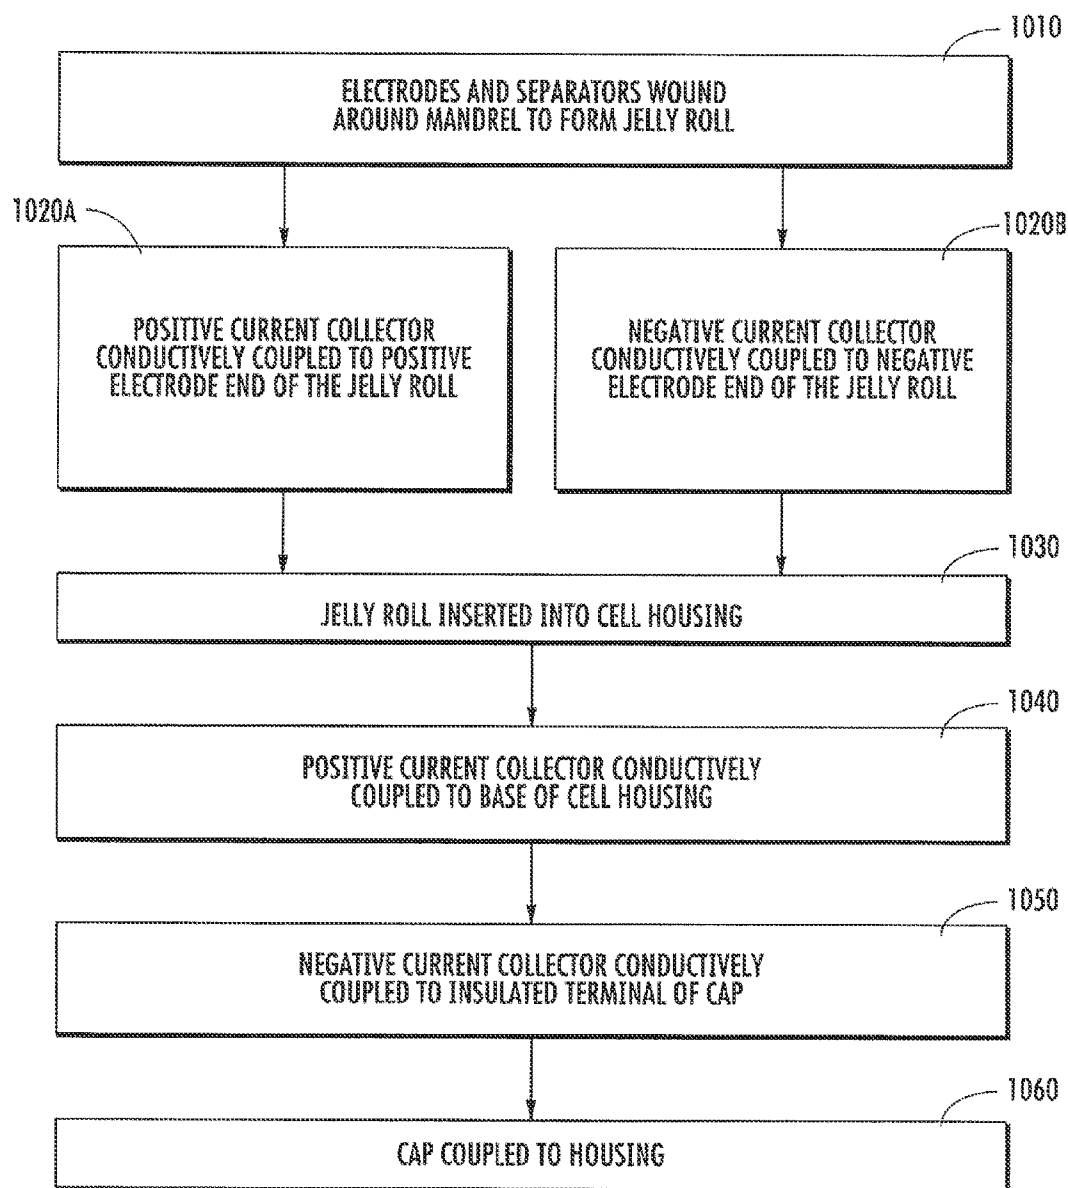 1010
ELECTRODES AND SEPARATORS WOUND
AROUND MANDREL TO FORM JELLY ROLL
1020A
1020B
POSITIVE CURRENT COLLECTOR
CONDUCTIVELY COUPLED TO POSITIVE
ELECTRODE END OF THE JELLY ROLL
NEGATIVE CURRENT COLLECTOR
CONDUCTIVELY COUPLED TO NEGATIVE
ELECTRODE END OF THE JELLY ROLL
1030
JELLY ROLL INSERTED INTO CELL HOUSING
1040
POSITIVE CURRENT COLLECTOR CONDUCTIVELY
COUPLED TO BASE OF CELL HOUSING
1050
NEGATIVE CURRENT COLLECTOR CONDUCTIVELY
COUPLED TO INSULATED TERMINAL OF CAP
1060
CAP COUPLED TO HOUSING